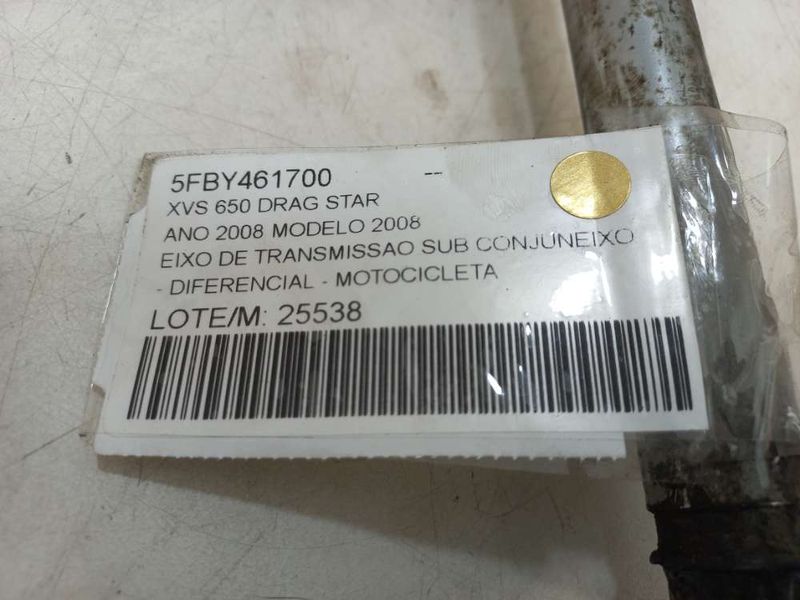 5FBY461700 --
XVS 650 DRAG STAR
ANO 2008 MODELO 2008
EIXO DE TRANSMISSAO SUB CONJUNEIXO
- DIFERENCIAL - MOTOCICLETA
LOTE/M: 25538